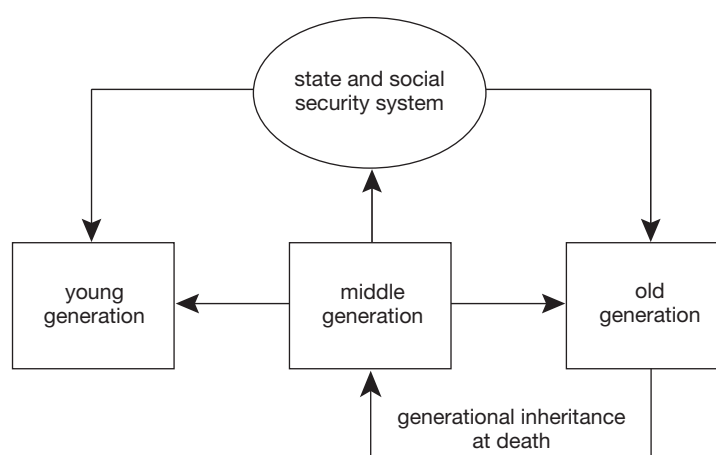 state and social
security system
young
generation
middle
generation
old
generation
generational inheritance
at death